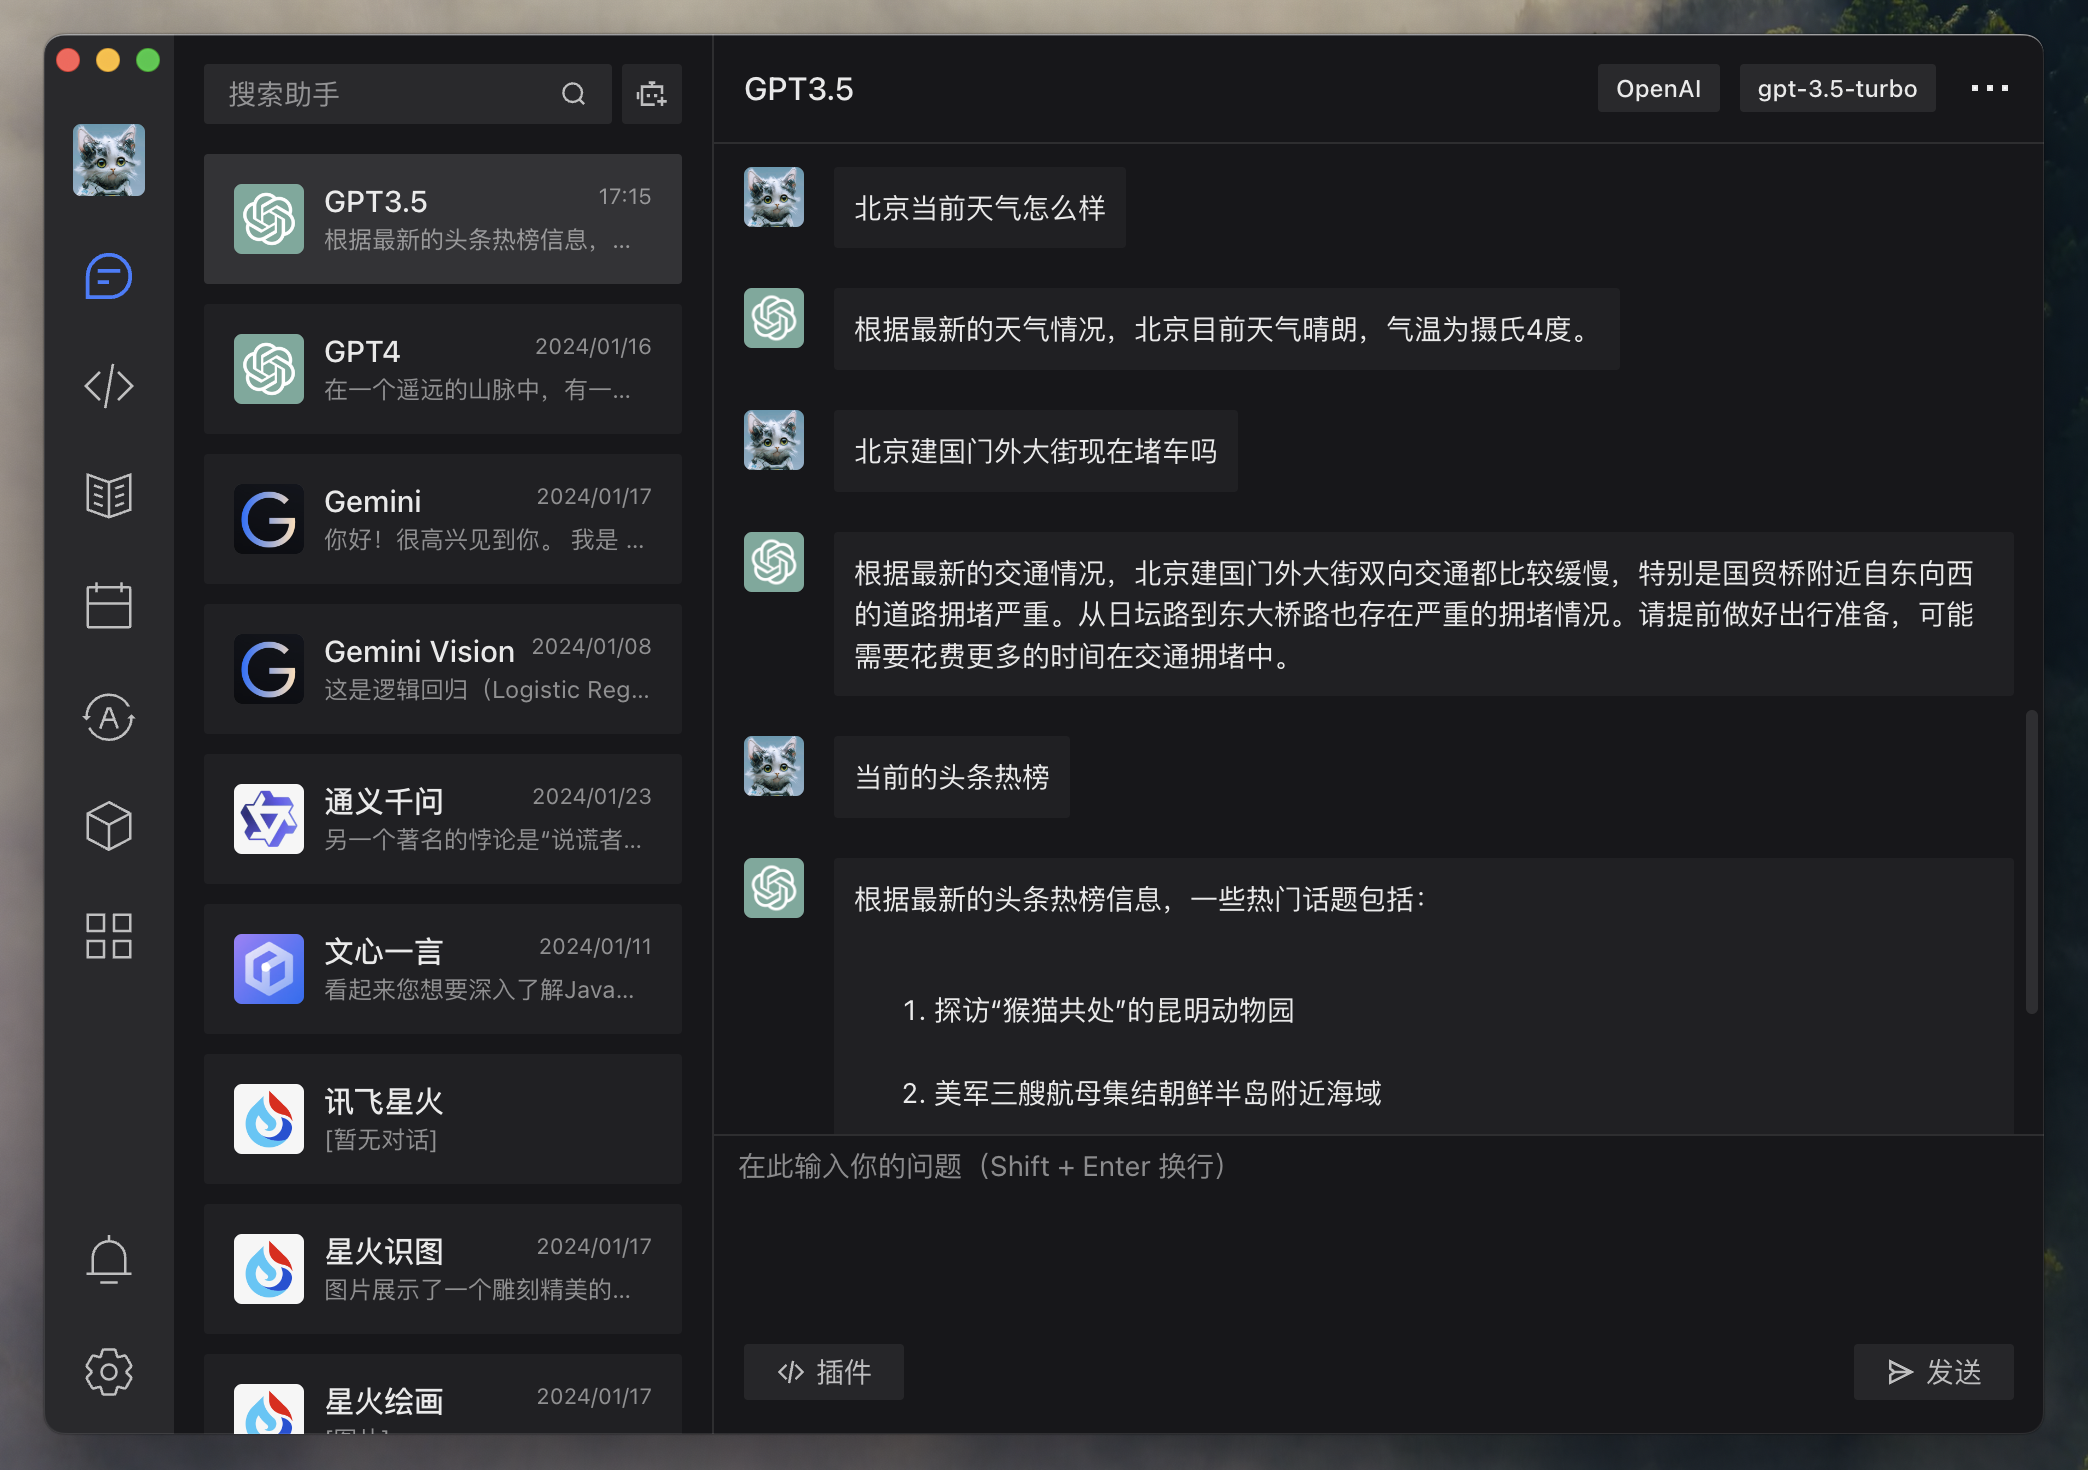 搜索助手
GPT3.5
17:15
根据最新的头条热榜信息，...
GPT4
2024/01/16
在一个遥远的山脉中，有一...
Gemini
2024/01/17
你好！很高兴见到你。 我是 ...
Gemini Vision
2024/01/08
这是逻辑回归（Logistic Reg...
通义千问
2024/01/23
另一个著名的悖论是“说谎者...
文心一言
2024/01/11
看起来您想要深入了解Java...
讯飞星火
[暂无对话]
星火识图
2024/01/17
图片展示了一个雕刻精美的...
星火绘画
2024/01/17
GPT3.5
OpenAI
gpt-3.5-turbo
北京当前天气怎么样
根据最新的天气情况，北京目前天气晴朗，气温为摄氏4度。
北京建国门外大街现在堵车吗
根据最新的交通情况，北京建国门外大街双向交通都比较缓慢，特别是国贸桥附近自东向西
的道路拥堵严重。从日坛路到东大桥路也存在严重的拥堵情况。请提前做好出行准备，可能
需要花费更多的时间在交通拥堵中。
当前的头条热榜
根据最新的头条热榜信息，一些热门话题包括：
1. 探访“猴猫共处”的昆明动物园
2. 美军三艘航母集结朝鲜半岛附近海域
在此输入你的问题（Shift + Enter 换行）
插件
发送